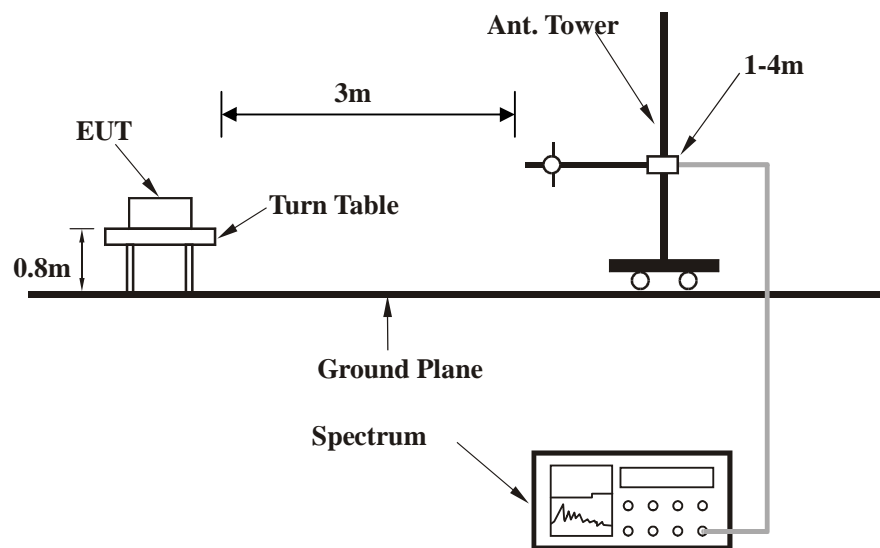 Ant. Tower
1-4m
3m
EUT
Turn Table
0.8m
Ground Plane
Spectrum